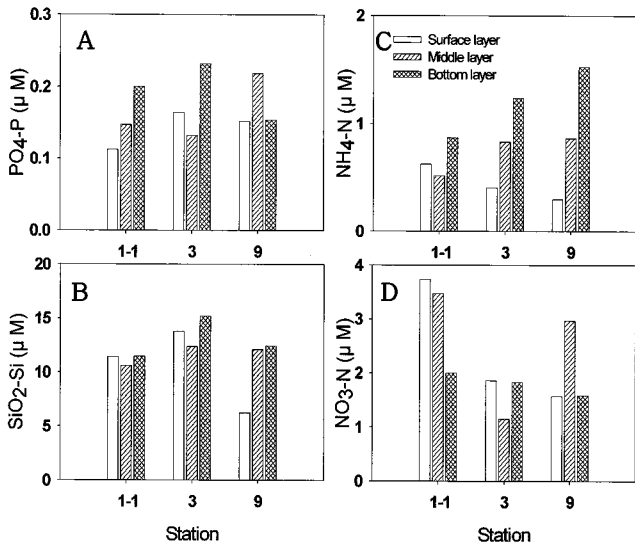 A
PO4-P (μ M)
0.3
0.2
0.1
0.0
1-1 3 9
C
NH4-N (μ M)
2
1
0
Surface layer
Middle layer
Bottom layer
1-1 3 9
B
SiO2-Si (μ M)
20
15
10
5
0
1-1 3 9
Station
D
NO3-N (μ M)
4
3
2
1
0
1-1 3 9
Station